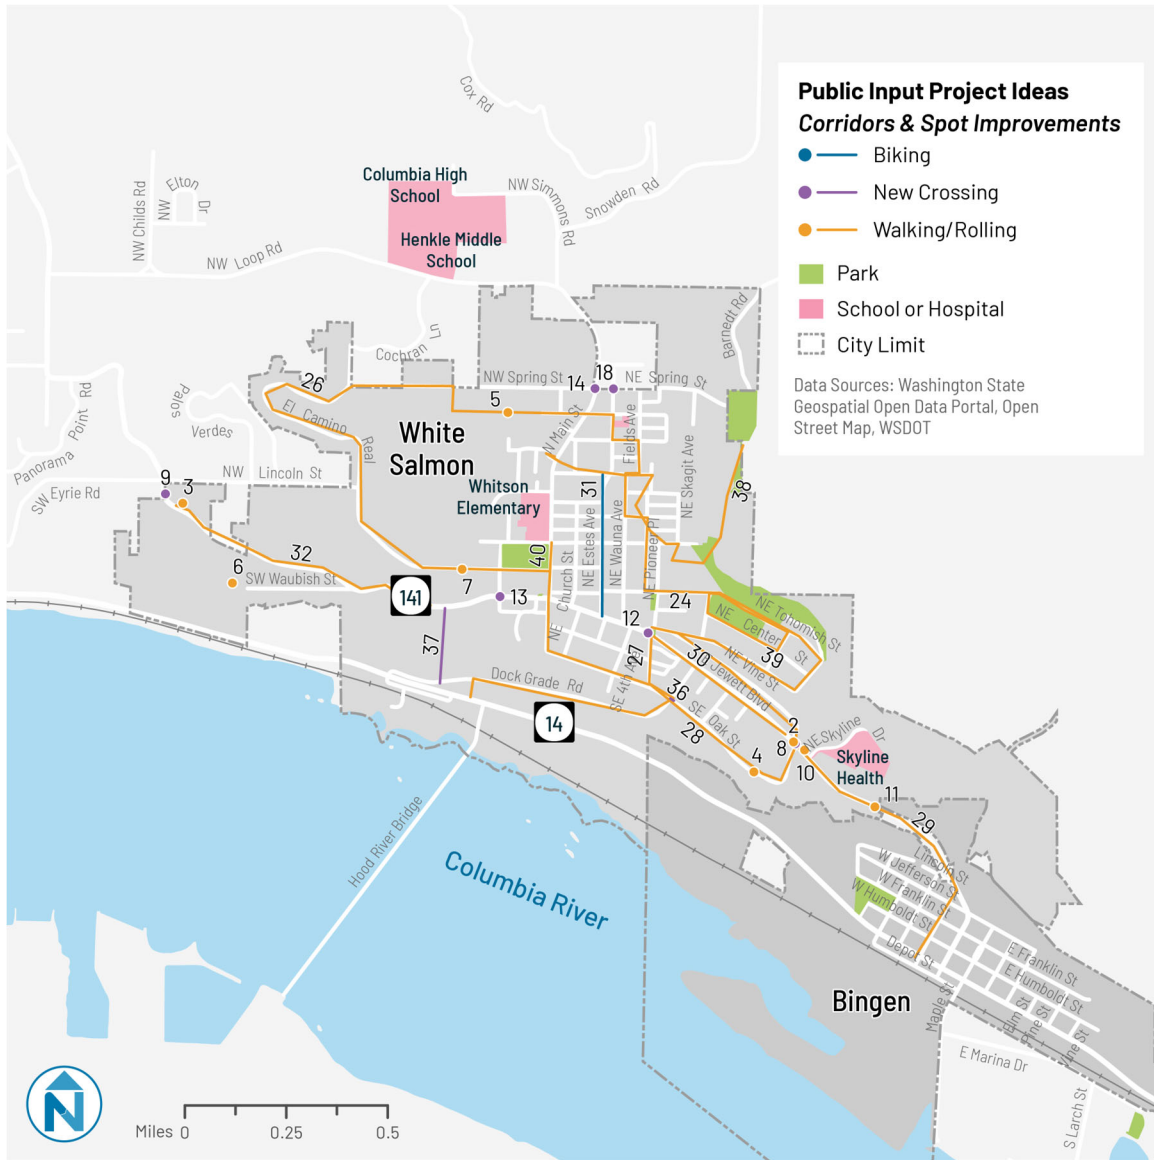 Public Input Project Ideas
Corridors & Spot Improvements
Biking
New Crossing
Walking/Rolling
Park
School or Hospital
City Limit
Data Sources: Washington State
Geospatial Open Data Portal, Open
Street Map, WSDOT
Cox Rd
Columbia High
School
NW Simmons Rd
Snowden Rd
NW Elton Dr
NW Childs Rd
Henkle Middle
School
NW Loop Rd
Barnedt Rd
Cochran Ln
26
NW Spring St
14
18
NE Spring St
5
El Camino Real
White
Salmon
N Main St
Fields Ave
NE Skagit Ave
Palos Verdes
Panorama Point Rd
NW Lincoln St
9
3
SW Eyrie Rd
Whitson
Elementary
31
38
NE Estes Ave
NE Wauna Ave
NE Pioneer Pl
32
40
6
SW Waubish St
7
141
13
NE Church St
24
NE Tohomish St
NE Center St
12
37
27
39
30
NE Vine St
Dock Grade Rd
SE 4th Ave
Jewett Blvd
36
SE Oak St
14
28
2
8
NE Skyline Dr
4
10
Skyline
Health
11
29
Hood River Bridge
Columbia River
Lincoln St
W Jefferson St
W Franklin St
W Humboldt St
Depot St
E Franklin St
E Humboldt St
Bingen
Maple St
Elm St
Pine St
E Marina Dr
S Larch St
N
Miles 0 0.25 0.5